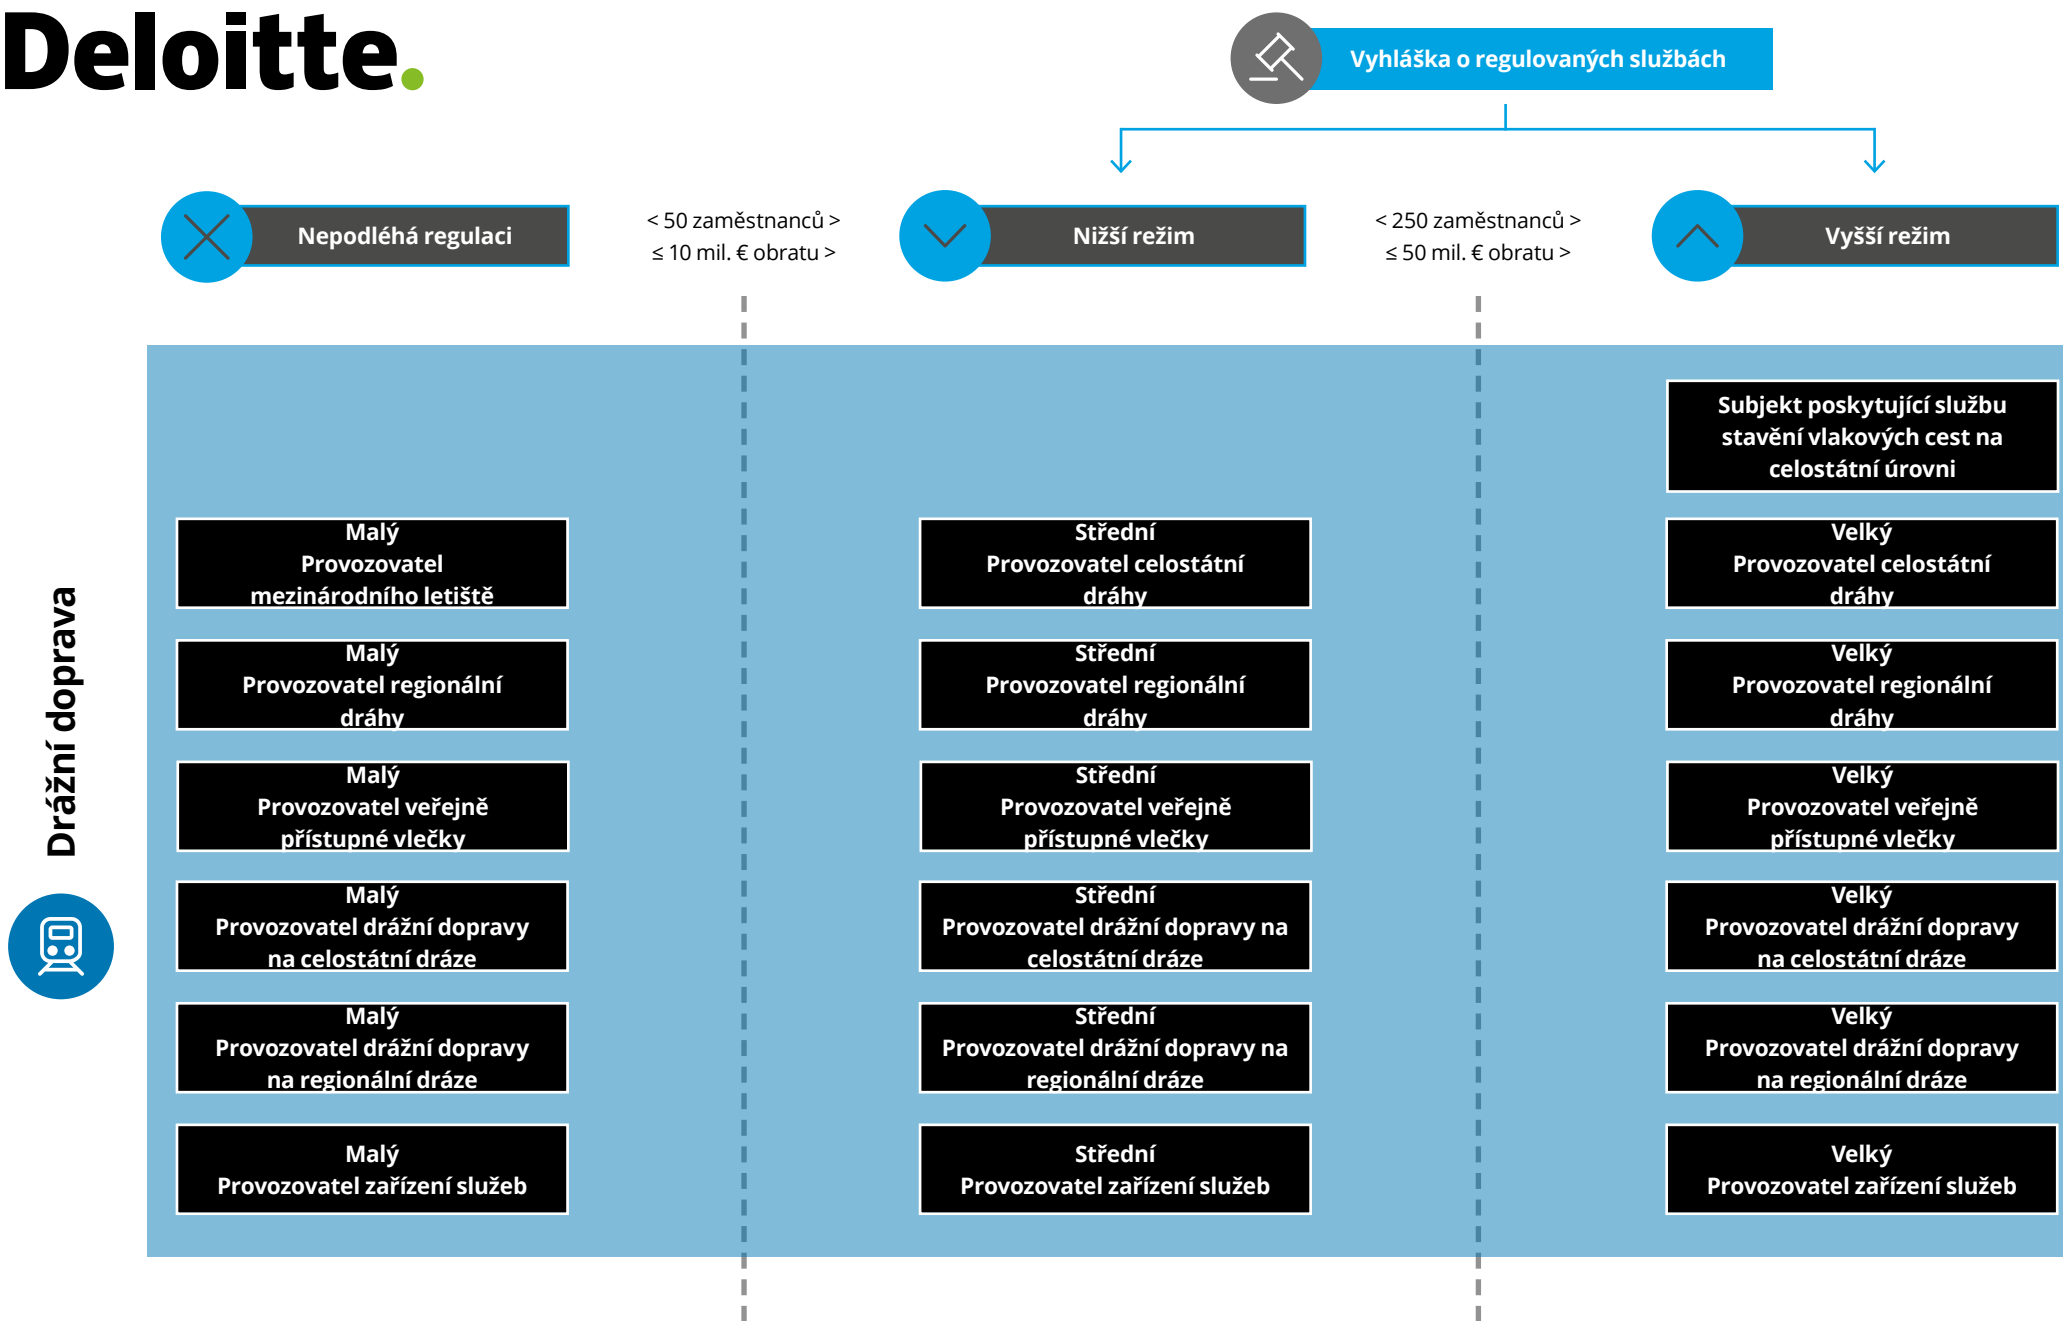 Deloitte.
Vyhláška o regulovaných službách
Nepodléhá regulaci
< 50 zaměstnanců >
≤ 10 mil. € obratu >
Nižší režim
< 250 zaměstnanců >
≤ 50 mil. € obratu >
Vyšší režim
Drážní doprava
Subjekt poskytující službu
stavění vlakových cest na
celostátní úrovni
Malý
Provozovatel
mezinárodního letiště
Střední
Provozovatel celostátní
dráhy
Velký
Provozovatel celostátní
dráhy
Malý
Provozovatel regionální
dráhy
Střední
Provozovatel regionální
dráhy
Velký
Provozovatel regionální
dráhy
Malý
Provozovatel veřejně
přístupné vlečky
Střední
Provozovatel veřejně
přístupné vlečky
Velký
Provozovatel veřejně
přístupné vlečky
Malý
Provozovatel drážní dopravy
na celostátní dráze
Střední
Provozovatel drážní dopravy na
celostátní dráze
Velký
Provozovatel drážní dopravy
na celostátní dráze
Malý
Provozovatel drážní dopravy
na regionální dráze
Střední
Provozovatel drážní dopravy na
regionální dráze
Velký
Provozovatel drážní dopravy
na regionální dráze
Malý
Provozovatel zařízení služeb
Střední
Provozovatel zařízení služeb
Velký
Provozovatel zařízení služeb